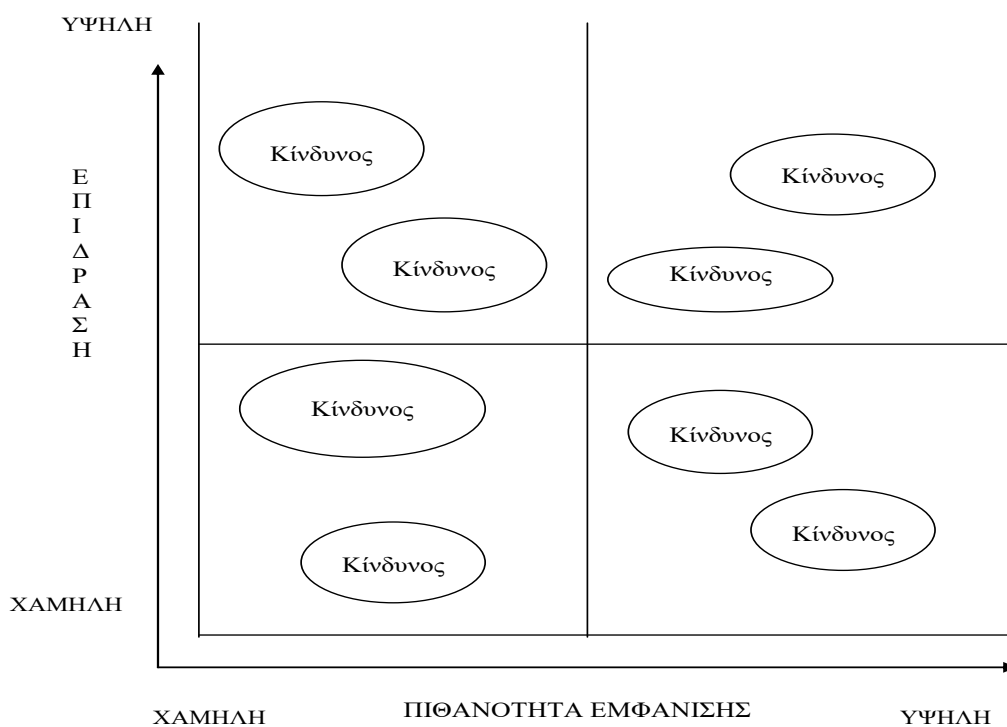 ΥΨΗΛΗ
Κίνδυνος
Κίνδυνος
Κίνδυνος
Κίνδυνος
Ε
Π
Ι
Δ
Ρ
Α
Σ
Η
Κίνδυνος
Κίνδυνος
Κίνδυνος
Κίνδυνος
ΧΑΜΗΛΗ
ΧΑΜΗΛΗ
ΠΙΘΑΝΟΤΗΤΑ ΕΜΦΑΝΙΣΗΣ
ΥΨΗΛΗ